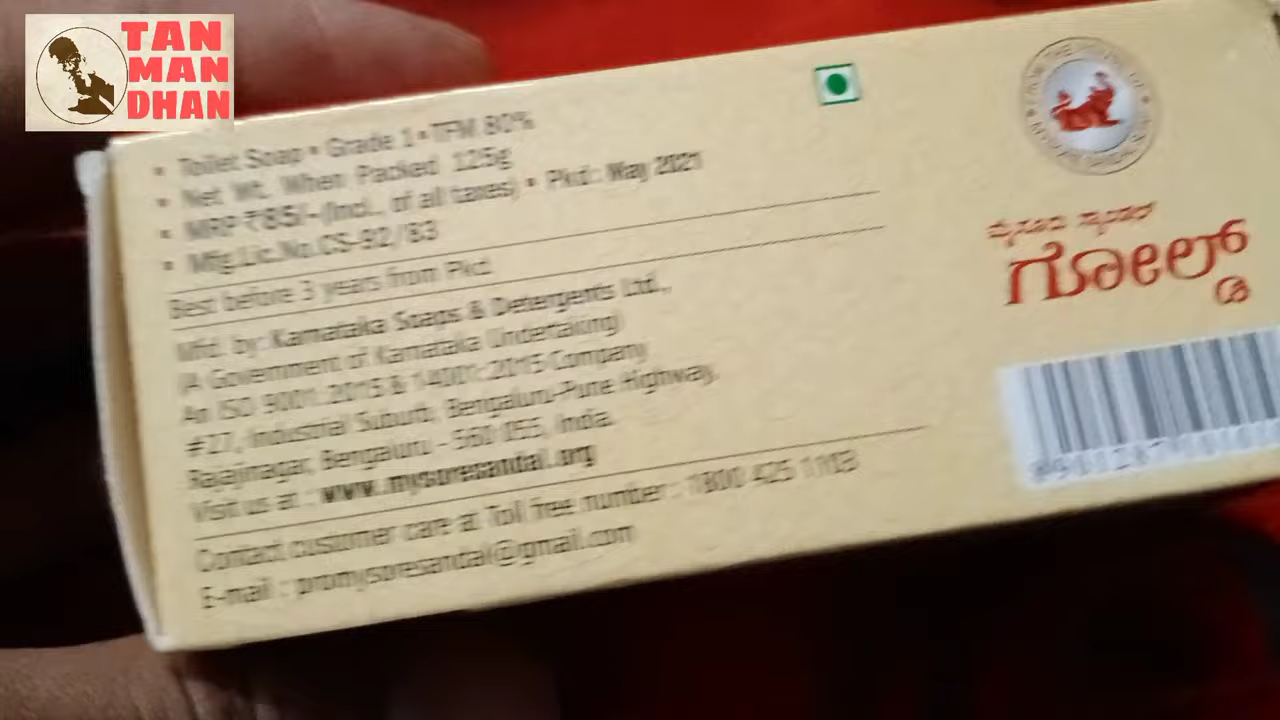 TAN
MAN
DHAN
• Toilet Soap • Grade 1 • TFM 80%
• Net Wt. When Packed 125g
• MRP ₹85/-(Incl., of all taxes) • Pkd.: May 2021
• Mfg.Lic.No.CS-92/83
Best before 3 years from Pkd
Mfd. by: Karnataka Soaps & Detergents Ltd.,
(A Government of Karnataka Undertaking)
An ISO 9001:2015 & 14001:2015 Company
#27, Industrial Suburb, Bengaluru-Pune Highway,
Rajajinagar, Bengaluru - 560 055, India.
Visit us at : www.mysoresandal.org
Contact customer care at Toll free number : 1800 425 1103
E-mail : promysoresandal@gmail.com
ಮೈಸೂರು ಸ್ಯಾಂಡಲ್
ಗೋಲ್ಡ್